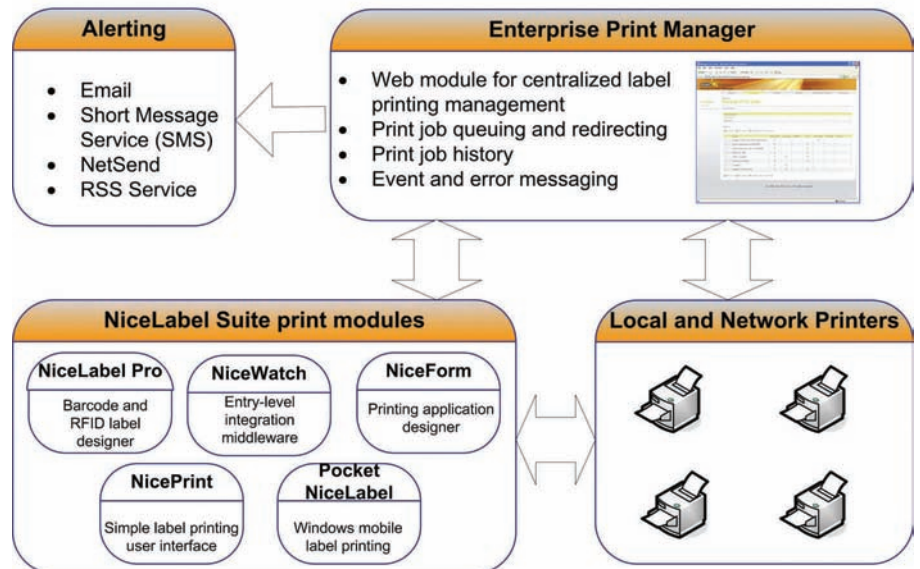 Alerting
• Email
• Short Message
Service (SMS)
• NetSend
• RSS Service
Enterprise Print Manager
• Web module for centralized label
printing management
• Print job queuing and redirecting
• Print job history
• Event and error messaging
NiceLabel Suite print modules
NiceLabel Pro
Barcode and
RFID label
designer
NiceWatch
Entry-level
integration
middleware
NiceForm
Printing application
designer
NicePrint
Simple label printing
user interface
Pocket
NiceLabel
Windows mobile
label printing
Local and Network Printers